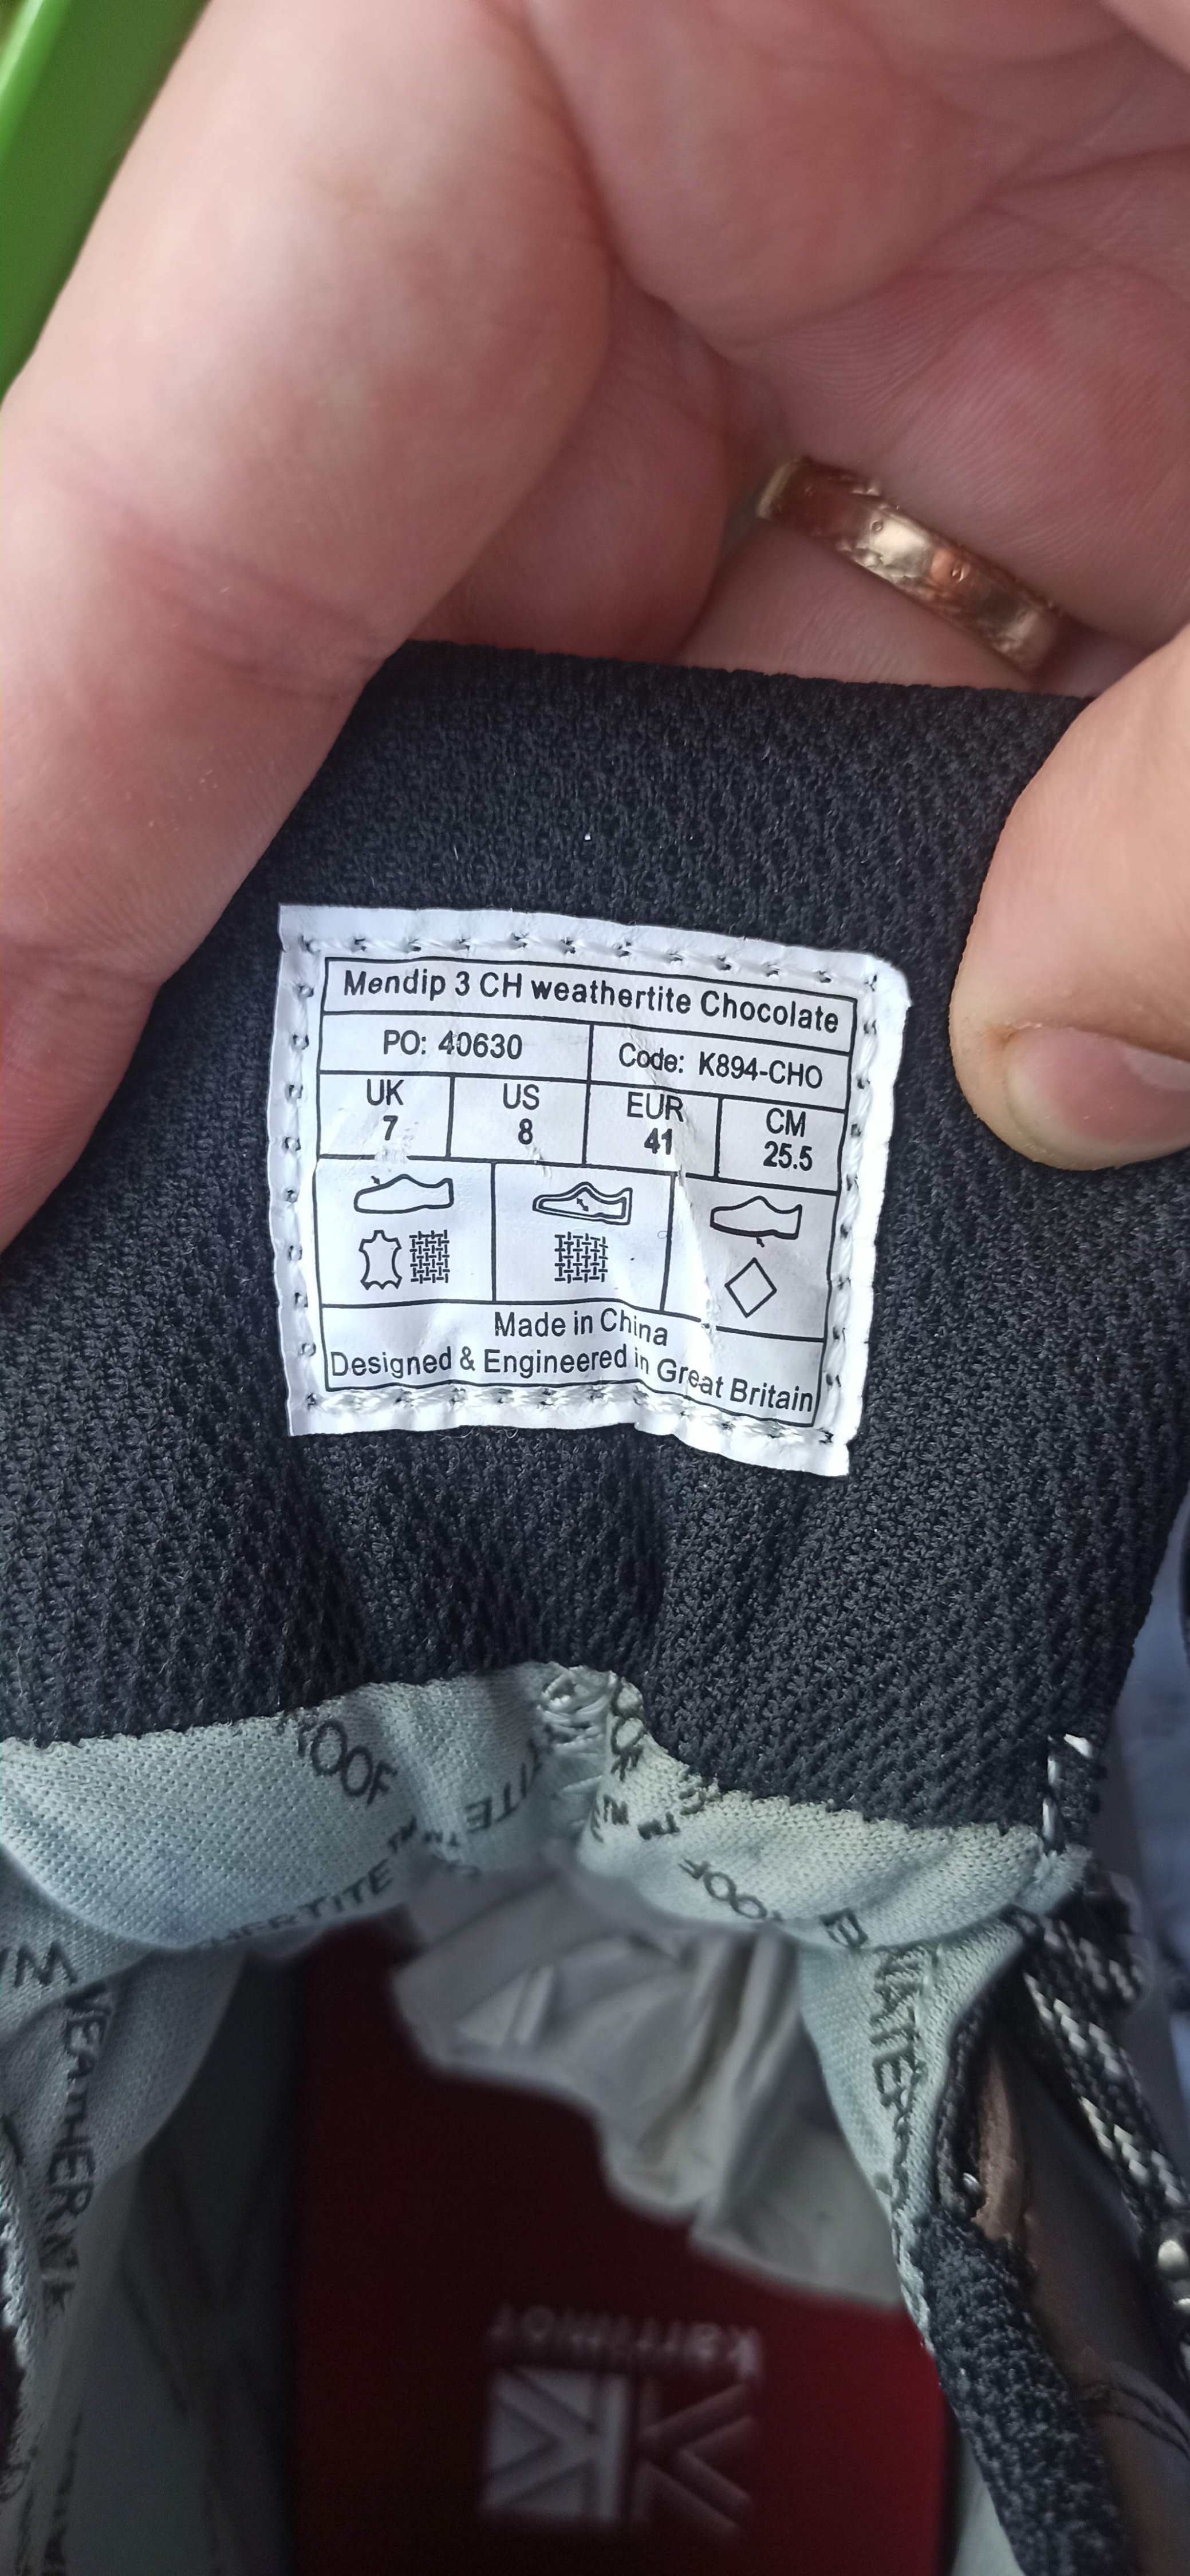 Mendip 3 CH weathertite Chocolate
PO: 40630 Code: K894-CHO
UK US EUR CM
7 8 41 25.5
Made in China
Designed & Engineered in Great Britain
karrimor